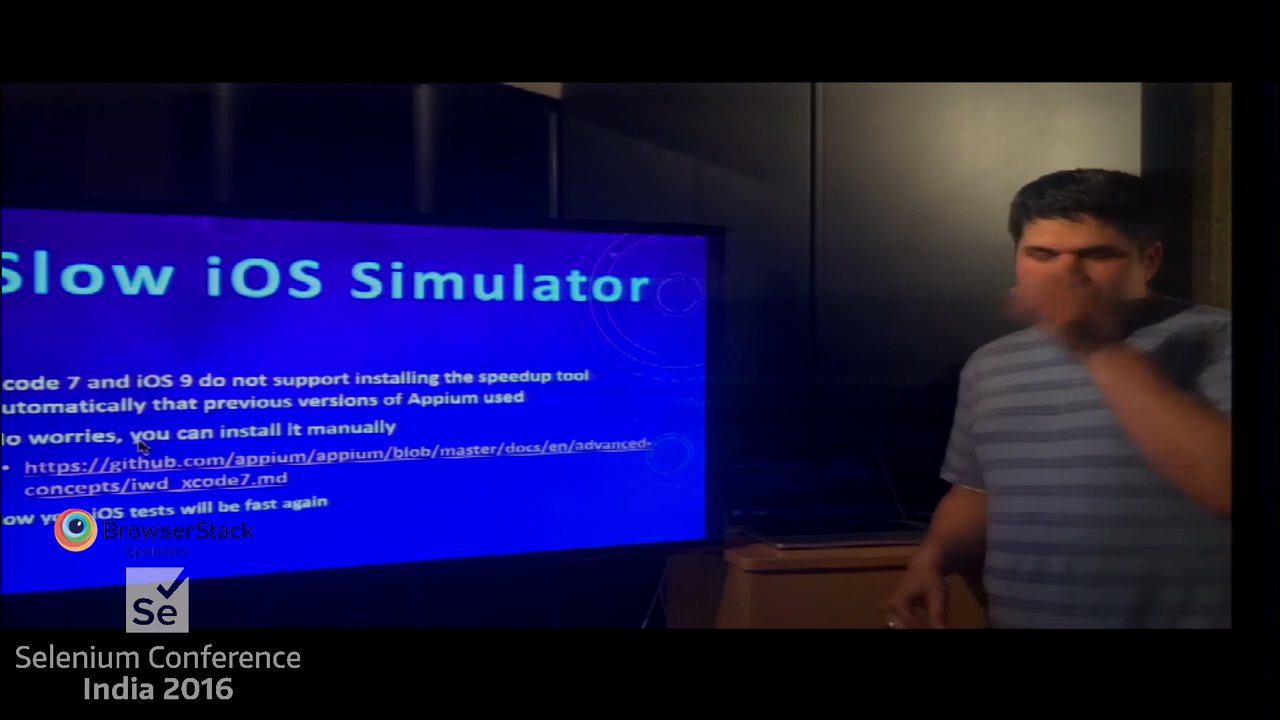 Slow iOS Simulator
code 7 and iOS 9 do not support installing the speedup tool
utomatically that previous versions of Appium used
o worries, you can install it manually
• https://github.com/appium/appium/blob/master/docs/en/advanced-
concepts/iwd_xcode7.md
ow iOS tests will be fast again
BrowserStack
Se
Selenium Conference
India 2016